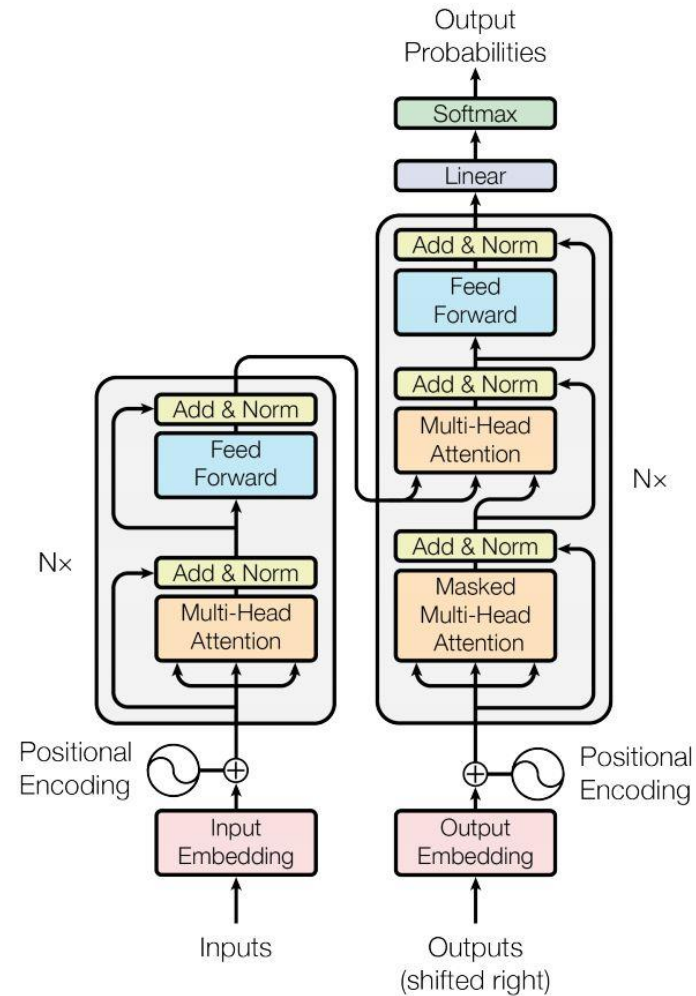 Output
Probabilities
Softmax
Linear
Add & Norm
Feed
Forward
Add & Norm
Multi-Head
Attention
Add & Norm
Masked
Multi-Head
Attention
Nx
Add & Norm
Feed
Forward
Nx
Add & Norm
Multi-Head
Attention
Positional
Encoding
Positional
Encoding
Input
Embedding
Output
Embedding
Inputs
Outputs
(shifted right)